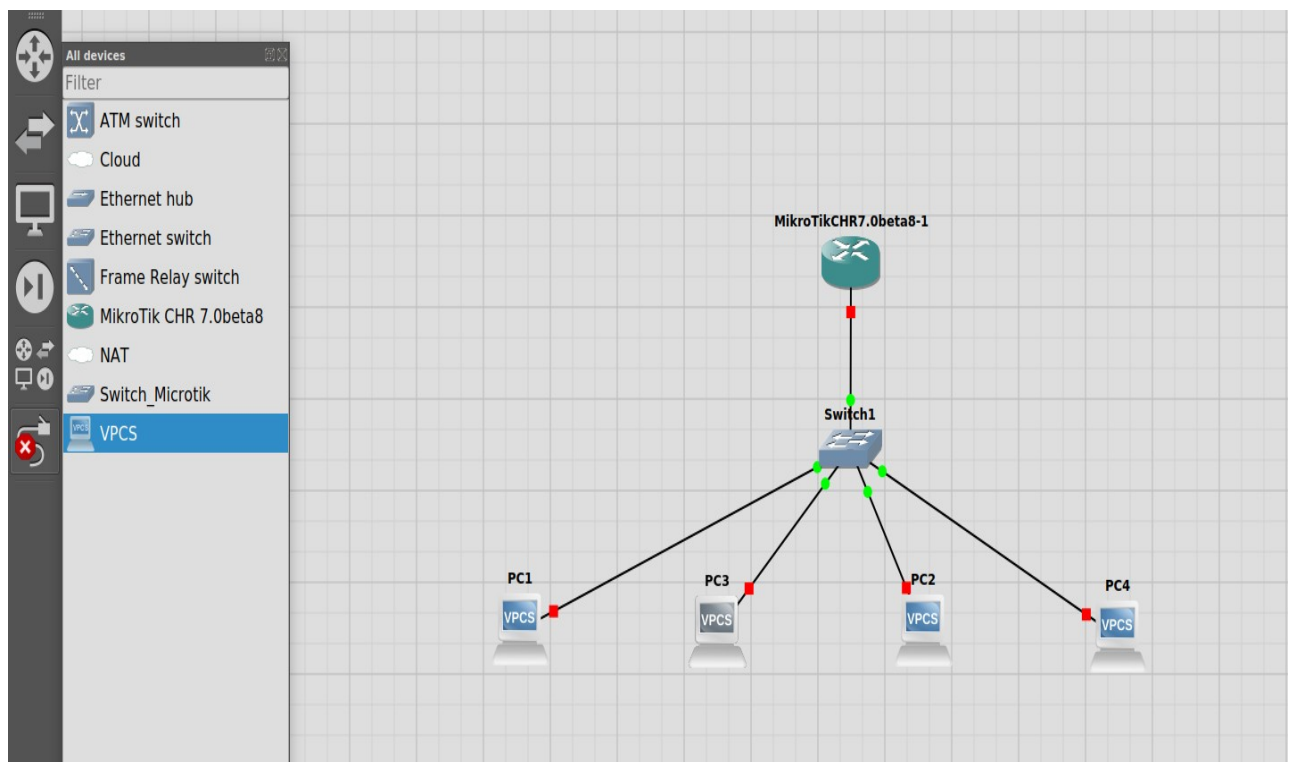 All devices
Filter
ATM switch
Cloud
Ethernet hub
Ethernet switch
Frame Relay switch
MikroTik CHR 7.0beta8
NAT
Switch_Microtik
VPCS
VPCS
MikroTikCHR7.0beta8-1
Switch1
PC1
PC3
PC2
PC4
VPCS
VPCS
VPCS
VPCS